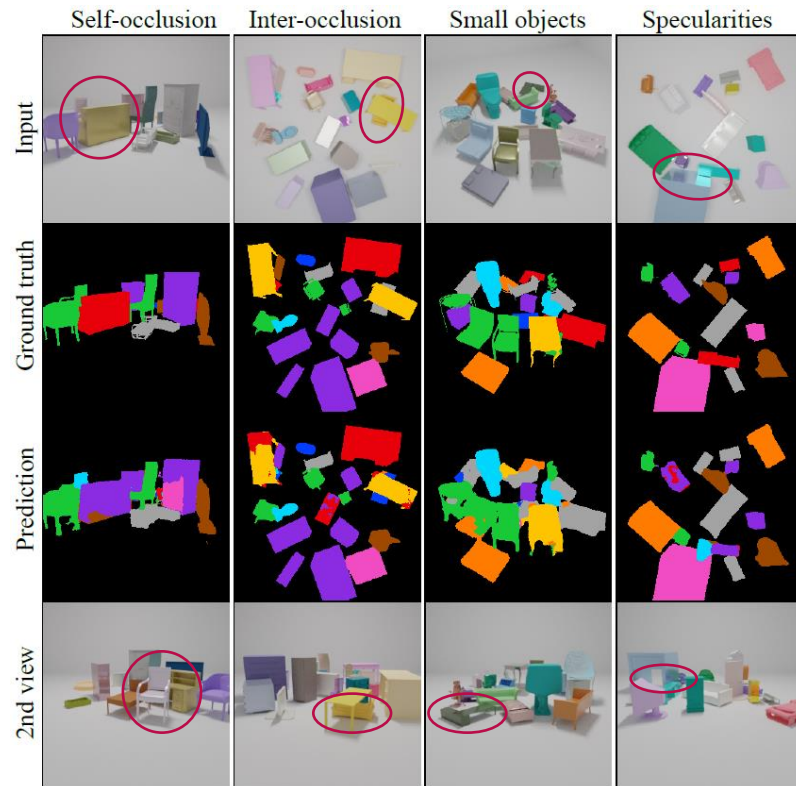 Self-occlusion Inter-occlusion Small objects Specularities
Input
Ground truth
Prediction
2nd view